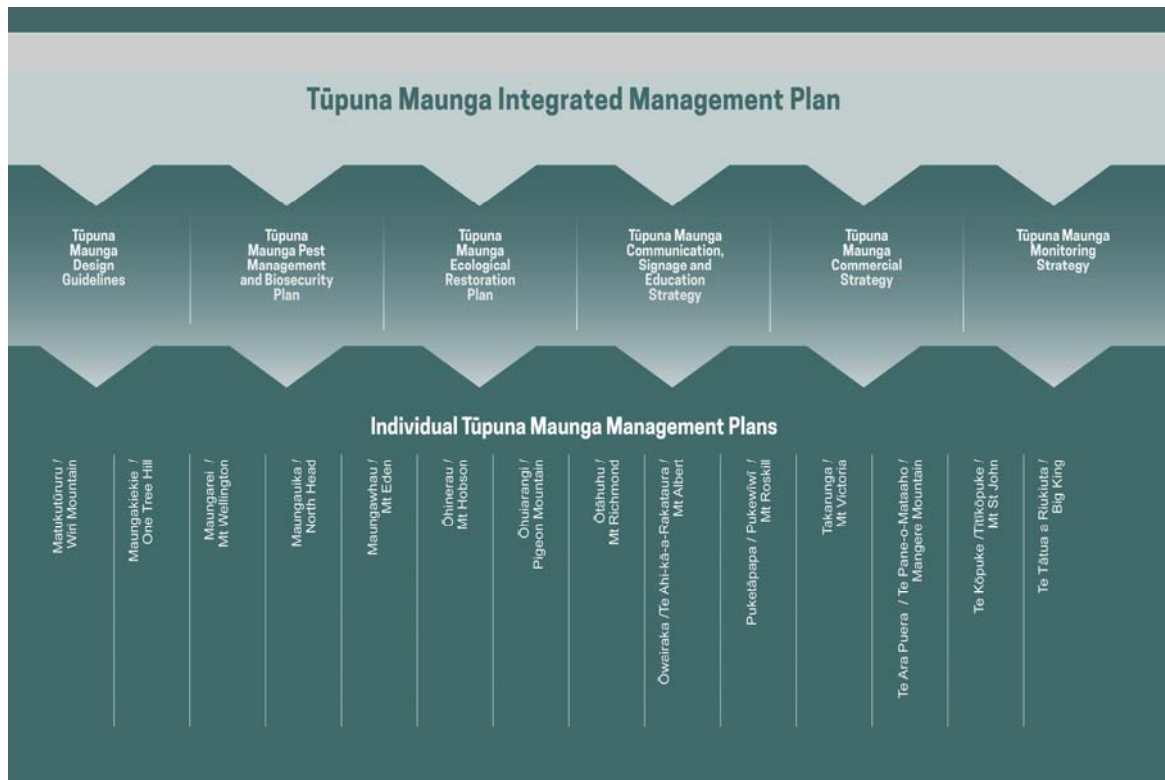 Tūpuna Maunga Integrated Management Plan
Tūpuna
Maunga
Design
Guidelines
Tūpuna
Maunga Pest
Management
and Biosecurity
Plan
Tūpuna
Maunga
Ecological
Restoration
Plan
Tūpuna Maunga
Communication,
Signage and
Education
Strategy
Tūpuna
Maunga
Commercial
Strategy
Tūpuna Maunga
Monitoring
Strategy
Individual Tūpuna Maunga Management Plans
Matukutūruru /
Wiri Mountain
Maungakiekie /
One Tree Hill
Maungarei /
Mt Wellington
Maungauika /
North Head
Maungawhau /
Mt Eden
Ōhinerau /
Mt Hobson
Ōhuiarangi /
Pigeon Mountain
Ōtāhuhu /
Mt Richmond
Ōwairaka /Te Ahi-kā-a-Rakataura /
Mt Albert
Puketāpapa / Pukewīwī /
Mt Roskill
Takarunga /
Mt Victoria
Te Ara Puera / Te Pane-o-Mataaho /
Mangere Mountain
Te Kōpuke /Tītīkōpuke /
Mt St John
Te Tātua a Riukiuta /
Big King